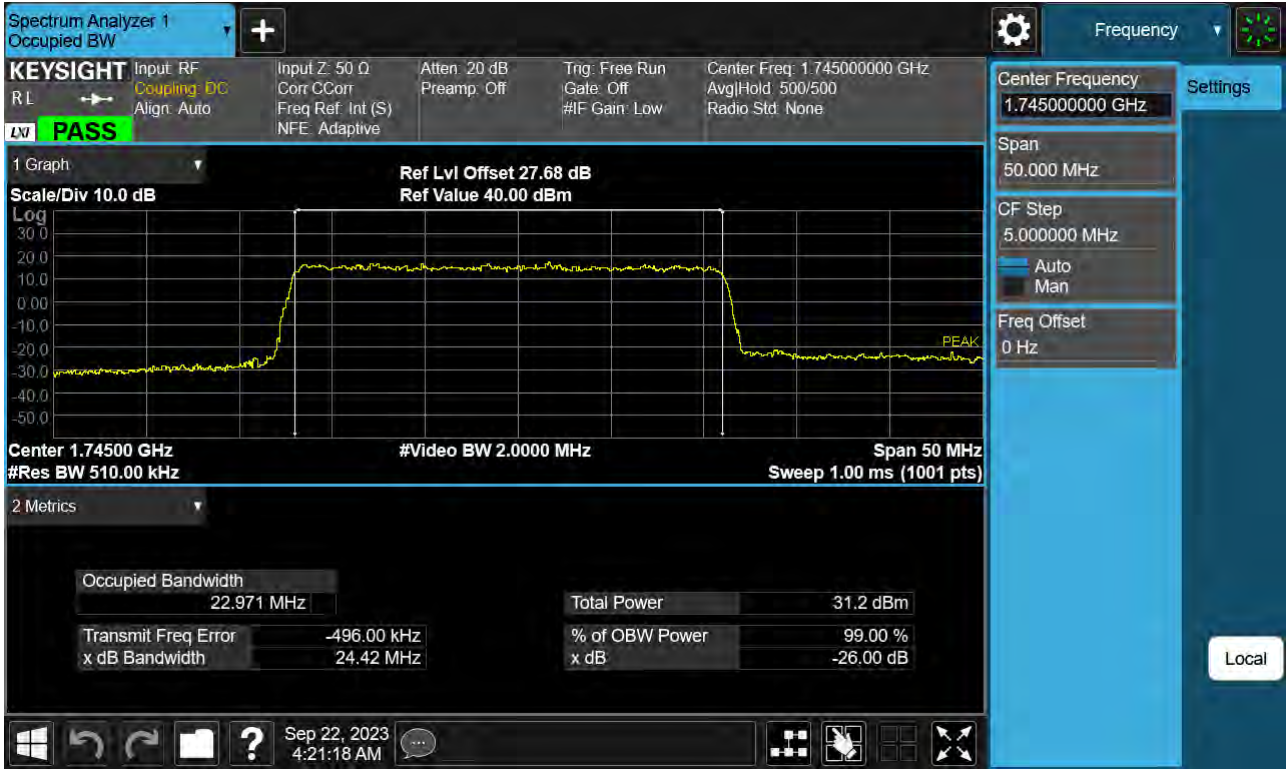 Spectrum Analyzer 1
Occupied BW
Frequency
KEYSIGHT
R L
LXI
PASS
Input: RF
Coupling: DC
Align: Auto
Input Z: 50 Ω
Corr CCorr
Freq Ref: Int (S)
NFE: Adaptive
Atten: 20 dB
Preamp: Off
Trig: Free Run
Gate: Off
#IF Gain: Low
Center Freq: 1.745000000 GHz
Avg|Hold: 500/500
Radio Std: None
1 Graph
Scale/Div 10.0 dB
Ref Lvl Offset 27.68 dB
Ref Value 40.00 dBm
Log
30.0
20.0
10.0
0.00
-10.0
-20.0
-30.0
-40.0
-50.0
PEAK
Center 1.74500 GHz
#Video BW 2.0000 MHz
Span 50 MHz
#Res BW 510.00 kHz
Sweep 1.00 ms (1001 pts)
2 Metrics
Occupied Bandwidth
22.971 MHz
Total Power 31.2 dBm
Transmit Freq Error -496.00 kHz
% of OBW Power 99.00 %
x dB Bandwidth 24.42 MHz
x dB -26.00 dB
Center Frequency
1.745000000 GHz
Settings
Span
50.000 MHz
CF Step
5.000000 MHz
Auto
Man
Freq Offset
0 Hz
Local
?
Sep 22, 2023
4:21:18 AM